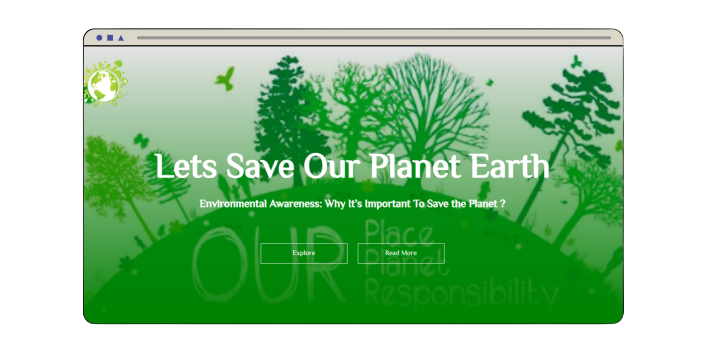 Lets Save Our Planet Earth
Environmental Awareness: Why It's Important To Save the Planet ?
Explore
Read More
OUR
Place
Planet
Responsibility